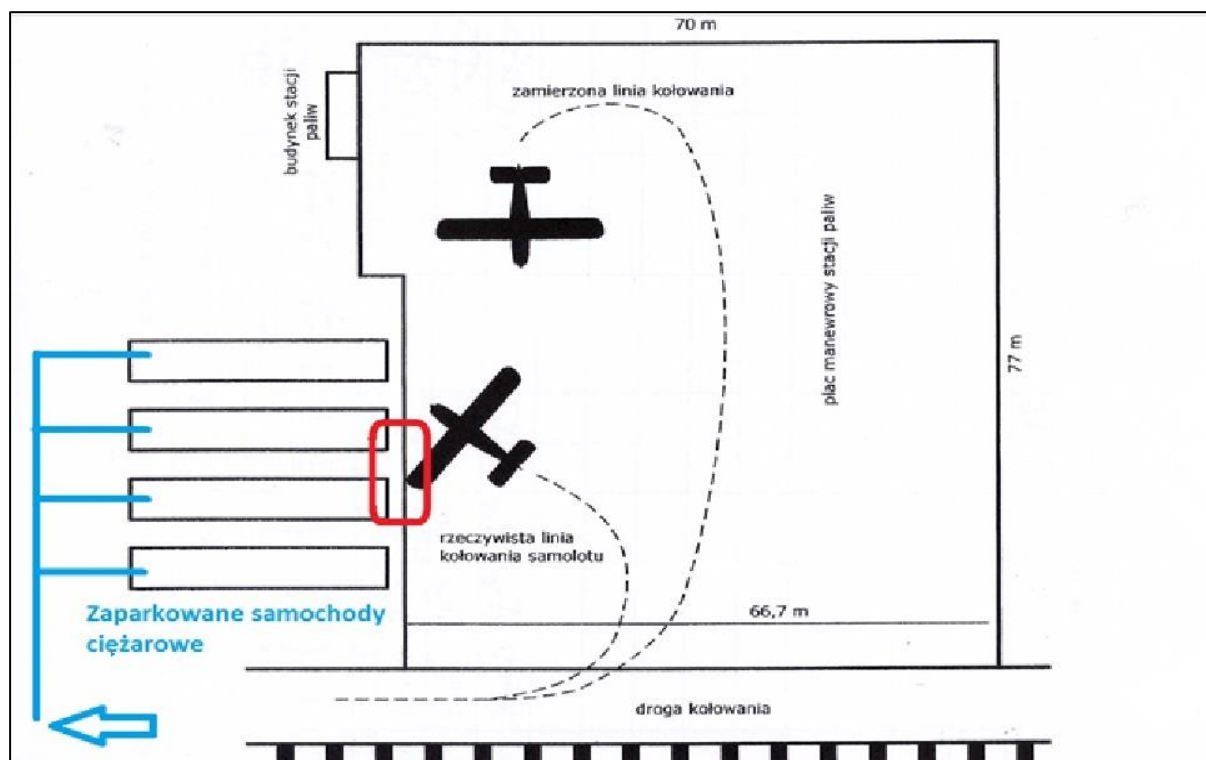 70 m
zamierzona linia kołowania
budynek stacji
paliw
plac manewrowy stacji paliw
77 m
rzeczywista linia
kołowania samolotu
66,7 m
Zaparkowane samochody
ciężarowe
droga kołowania